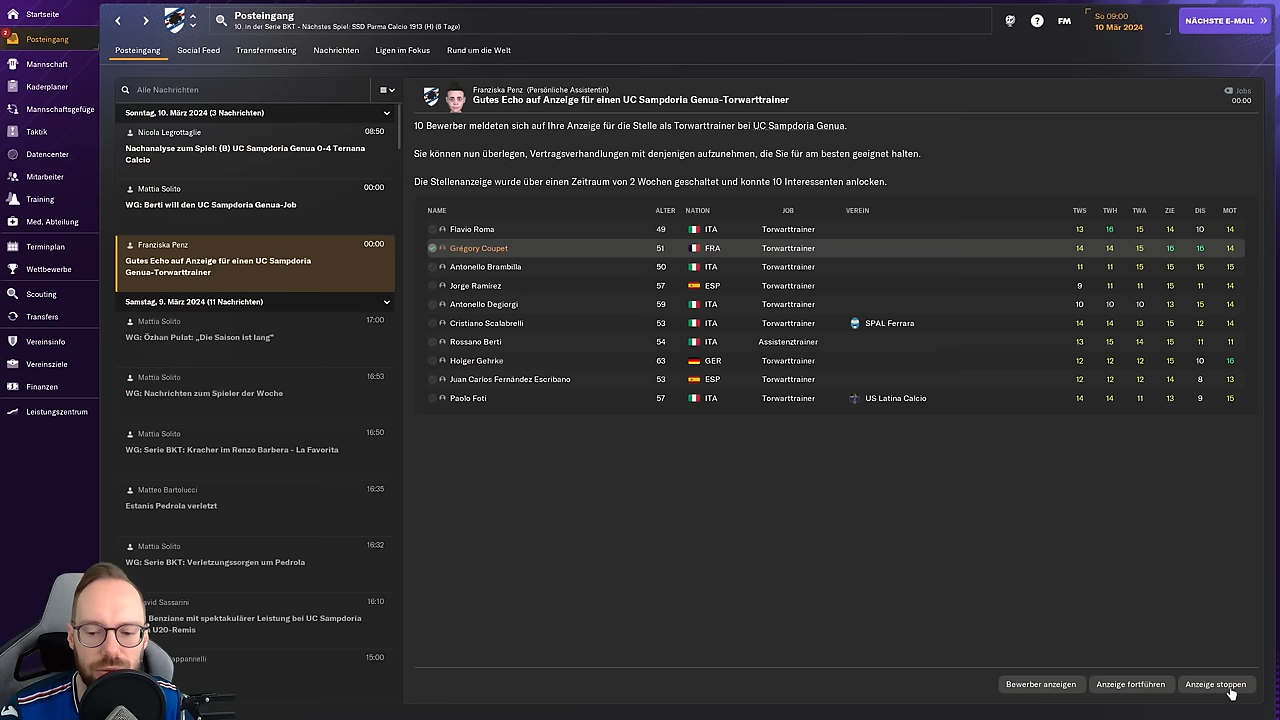 Startseite
2
Posteingang
Mannschaft
Kaderplaner
Mannschaftsgefüge
Taktik
Datencenter
Mitarbeiter
Training
Med. Abteilung
Terminplan
Wettbewerbe
Scouting
Transfers
Vereinsinfo
Vereinsziele
Finanzen
Leistungszentum
Posteingang
10. in der Serie BKT - Nächstes Spiel: SSD Parma Calcio 1913 (H) (6 Tage)
FM
So 09:00
10 Mär 2024
NÄCHSTE E-MAIL
Posteingang Social Feed Transfermeeting Nachrichten Ligen im Fokus Rund um die Welt
Alle Nachrichten
Sonntag, 10. März 2024 (3 Nachrichten)
Nicola Legrottaglie 08:50
Nachanalyse zum Spiel: (B) UC Sampdoria Genua 0-4 Ternana
Calcio
Mattia Solito 00:00
WG: Berti will den UC Sampdoria Genua-Job
Franziska Penz 00:00
Gutes Echo auf Anzeige für einen UC Sampdoria
Genua-Torwarttrainer
Samstag, 9. März 2024 (11 Nachrichten)
Mattia Solito 17:00
WG: Özhan Pulat: „Die Saison ist lang“
Mattia Solito 16:53
WG: Nachrichten zum Spieler der Woche
Mattia Solito 16:50
WG: Serie BKT: Kracher im Renzo Barbera - La Favorita
Matteo Bartolucci 16:35
Estanis Pedrola verletzt
Mattia Solito 16:32
WG: Serie BKT: Verletzungssorgen um Pedrola
Sassarini 16:10
Benziane mit spektakulärer Leistung bei UC Sampdoria
U20-Remis
15:00
Franziska Penz (Persönliche Assistentin)
Gutes Echo auf Anzeige für einen UC Sampdoria Genua-Torwarttrainer
Jobs
00:00
10 Bewerber meldeten sich auf Ihre Anzeige für die Stelle als Torwarttrainer bei UC Sampdoria Genua.
Sie können nun überlegen, Vertragsverhandlungen mit denjenigen aufzunehmen, die Sie für am besten geeignet halten.
Die Stellenanzeige wurde über einen Zeitraum von 2 Wochen geschaltet und konnte 10 Interessenten anlocken.
NAME ALTER NATION JOB VEREIN TWS TWH TWA ZIE DIS MOT
Flavio Roma 49 ITA Torwarttrainer 13 16 15 14 10 14
Grégory Coupet 51 FRA Torwarttrainer 14 14 15 16 16 14
Antonello Brambilla 50 ITA Torwarttrainer 11 11 15 15 15 15
Jorge Ramírez 57 ESP Torwarttrainer 9 11 11 15 11 14
Antonello Degiorgi 59 ITA Torwarttrainer 10 10 10 13 15 14
Cristiano Scalabrelli 53 ITA Torwarttrainer SPAL Ferrara 14 14 13 15 12 14
Rossano Berti 54 ITA Assistenztrainer 13 15 14 15 11 11
Holger Gehrke 63 GER Torwarttrainer 12 12 12 15 10 16
Juan Carlos Fernández Escribano 53 ESP Torwarttrainer 12 12 12 14 8 13
Paolo Foti 57 ITA Torwarttrainer US Latina Calcio 14 14 11 13 9 15
Bewerber anzeigen Anzeige fortführen Anzeige stoppen